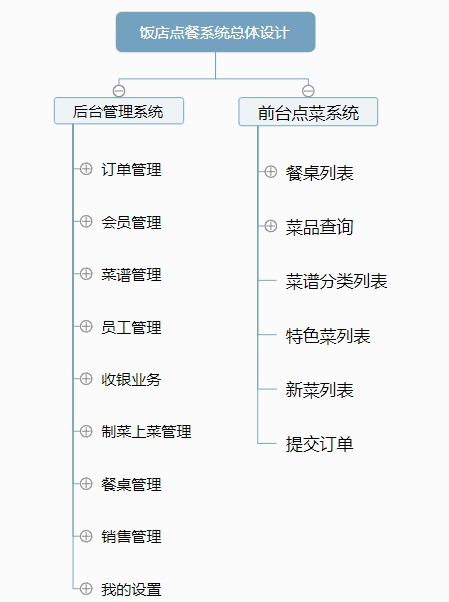 饭店点餐系统总体设计
后台管理系统
订单管理
会员管理
菜谱管理
员工管理
收银业务
制菜上菜管理
餐桌管理
销售管理
我的设置
前台点菜系统
餐桌列表
菜品查询
菜谱分类列表
特色菜列表
新菜列表
提交订单